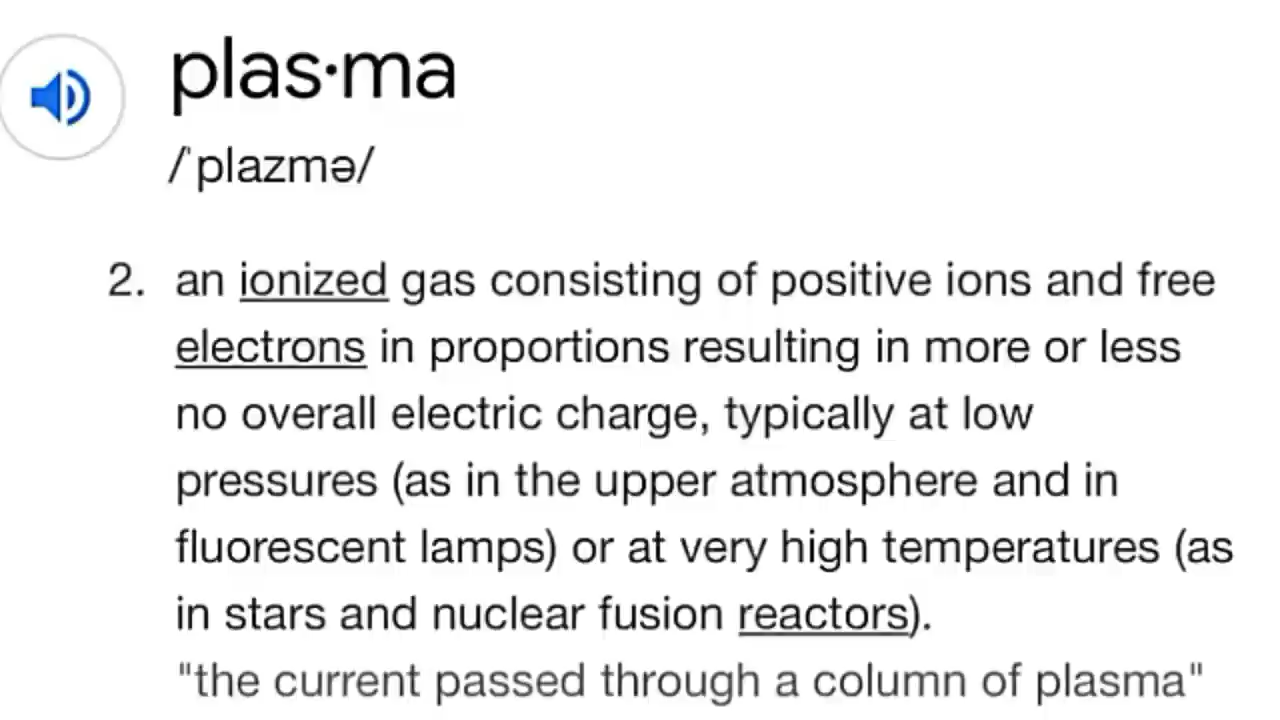 plas·ma
/ˈplazmə/
2. an ionized gas consisting of positive ions and free
electrons in proportions resulting in more or less
no overall electric charge, typically at low
pressures (as in the upper atmosphere and in
fluorescent lamps) or at very high temperatures (as
in stars and nuclear fusion reactors).
"the current passed through a column of plasma"